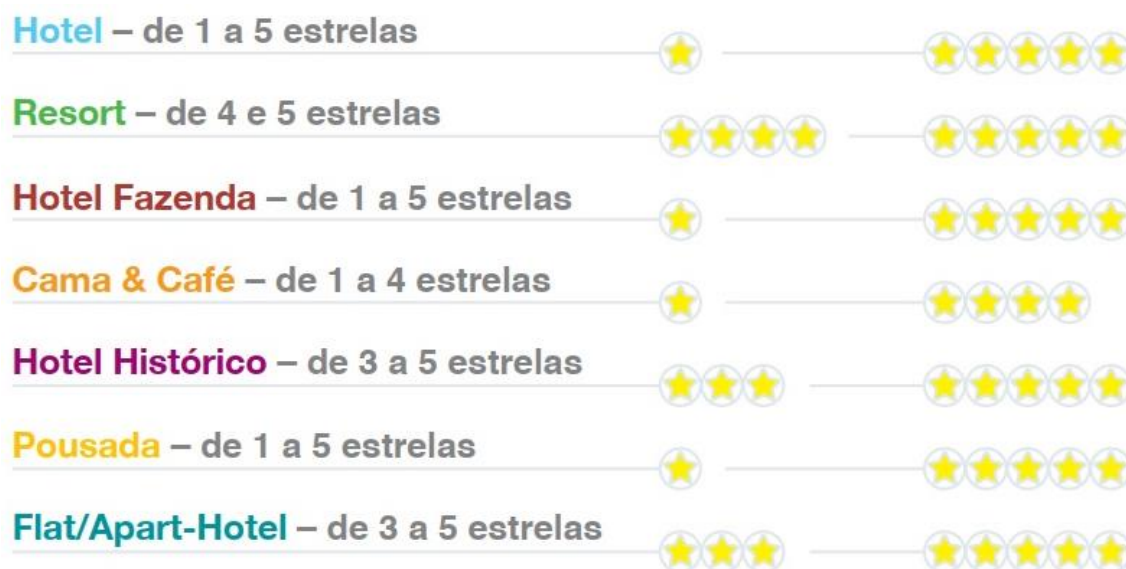 Hotel – de 1 a 5 estrelas
Resort – de 4 e 5 estrelas
Hotel Fazenda – de 1 a 5 estrelas
Cama & Café – de 1 a 4 estrelas
Hotel Histórico – de 3 a 5 estrelas
Pousada – de 1 a 5 estrelas
Flat/Apart-Hotel – de 3 a 5 estrelas